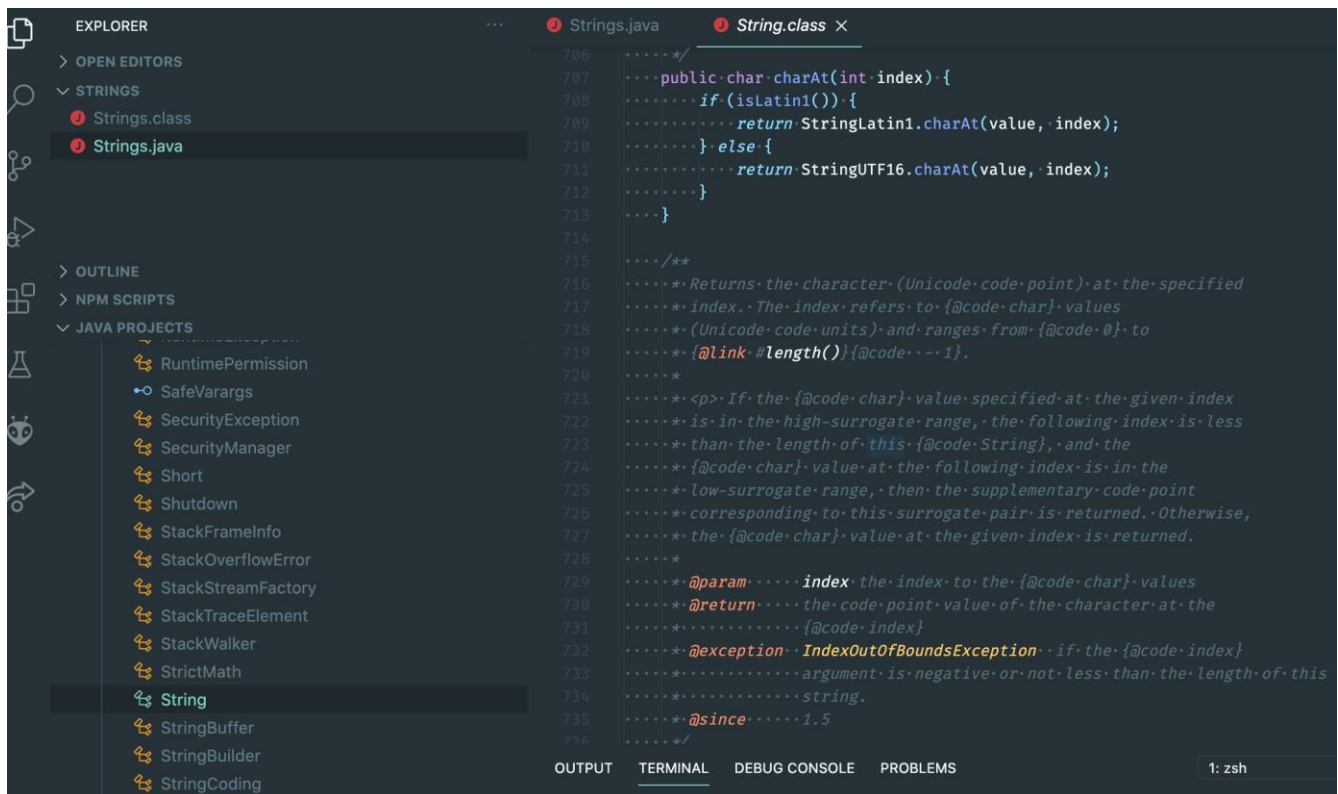 EXPLORER
···
> OPEN EDITORS
STRINGS
Strings.class
Strings.java
> OUTLINE
> NPM SCRIPTS
JAVA PROJECTS
RuntimeException
RuntimePermission
SafeVarargs
SecurityException
SecurityManager
Short
Shutdown
StackFrameInfo
StackOverflowError
StackStreamFactory
StackTraceElement
StackWalker
StrictMath
String
StringBuffer
StringBuilder
StringCoding
Strings.java
String.class ×
706 */
707 public char charAt(int index) {
708 if (isLatin1()) {
709 return StringLatin1.charAt(value, index);
710 } else {
711 return StringUTF16.charAt(value, index);
712 }
713 }
714
715 /**
716 * Returns the character (Unicode code point) at the specified
717 * index. The index refers to {@code char} values
718 * (Unicode code units) and ranges from {@code 0} to
719 * {@link #length()}{@code  - 1}.
720 *
721 * <p> If the {@code char} value specified at the given index
722 * is in the high-surrogate range, the following index is less
723 * than the length of this {@code String}, and the
724 * {@code char} value at the following index is in the
725 * low-surrogate range, then the supplementary code point
726 * corresponding to this surrogate pair is returned. Otherwise,
727 * the {@code char} value at the given index is returned.
728 *
729 * @param index the index to the {@code char} values
730 * @return the code point value of the character at the
731 * {@code index}
732 * @exception IndexOutOfBoundsException if the {@code index}
733 * argument is negative or not less than the length of this
734 * string.
735 * @since 1.5
736 */
OUTPUT TERMINAL DEBUG CONSOLE PROBLEMS 1: zsh